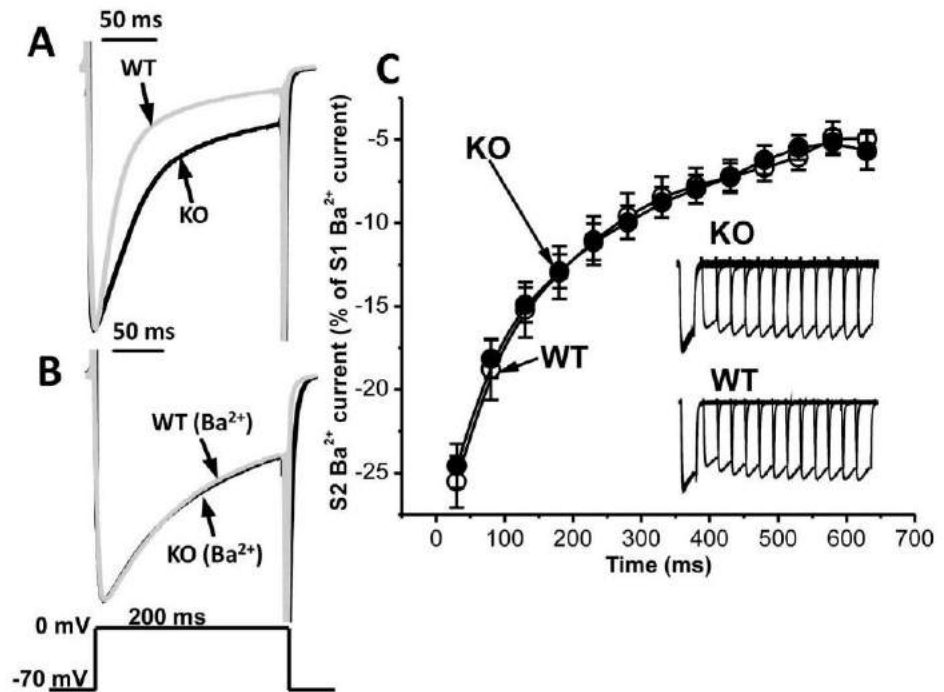 A
50 ms
WT
KO
50 ms
B
WT (Ba²⁺)
KO (Ba²⁺)
0 mV
200 ms
-70 mV
C
S2 Ba²⁺ current (% of S1 Ba²⁺ current)
-5
-10
-15
-20
-25
KO
WT
KO
WT
0 100 200 300 400 500 600 700
Time (ms)